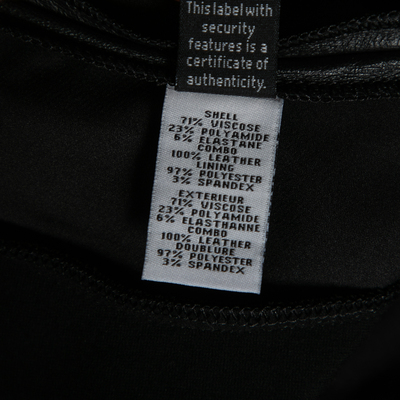 This label with
security
features is a
certificate of
authenticity.
SHELL
71% VISCOSE
23% POLYAMIDE
6% ELASTANE
COMBO
100% LEATHER
LINING
97% POLYESTER
3% SPANDEX
EXTERIEUR
71% VISCOSE
23% POLYAMIDE
6% ELASTHANNE
COMBO
100% LEATHER
DOUBLURE
97% POLYESTER
3% SPANDEX